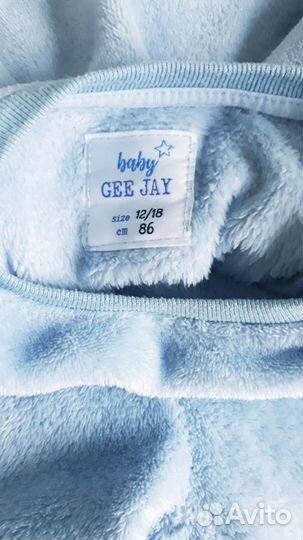 baby
GEE JAY
size 12/18
cm 86
Avito